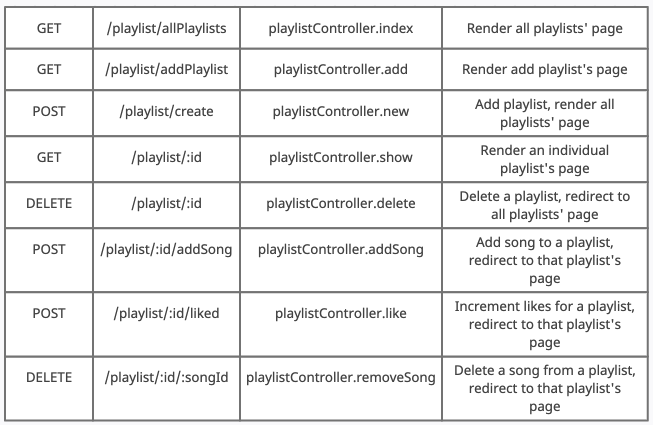 GET /playlist/allPlaylists playlistController.index Render all playlists' page
GET /playlist/addPlaylist playlistController.add Render add playlist's page
POST /playlist/create playlistController.new Add playlist, render all
playlists' page
GET /playlist/:id playlistController.show Render an individual
playlist's page
DELETE /playlist/:id playlistController.delete Delete a playlist, redirect to
all playlists' page
POST /playlist/:id/addSong playlistController.addSong Add song to a playlist,
redirect to that playlist's
page
POST /playlist/:id/liked playlistController.like Increment likes for a playlist,
redirect to that playlist's
page
DELETE /playlist/:id/:songId playlistController.removeSong Delete a song from a playlist,
redirect to that playlist's
page